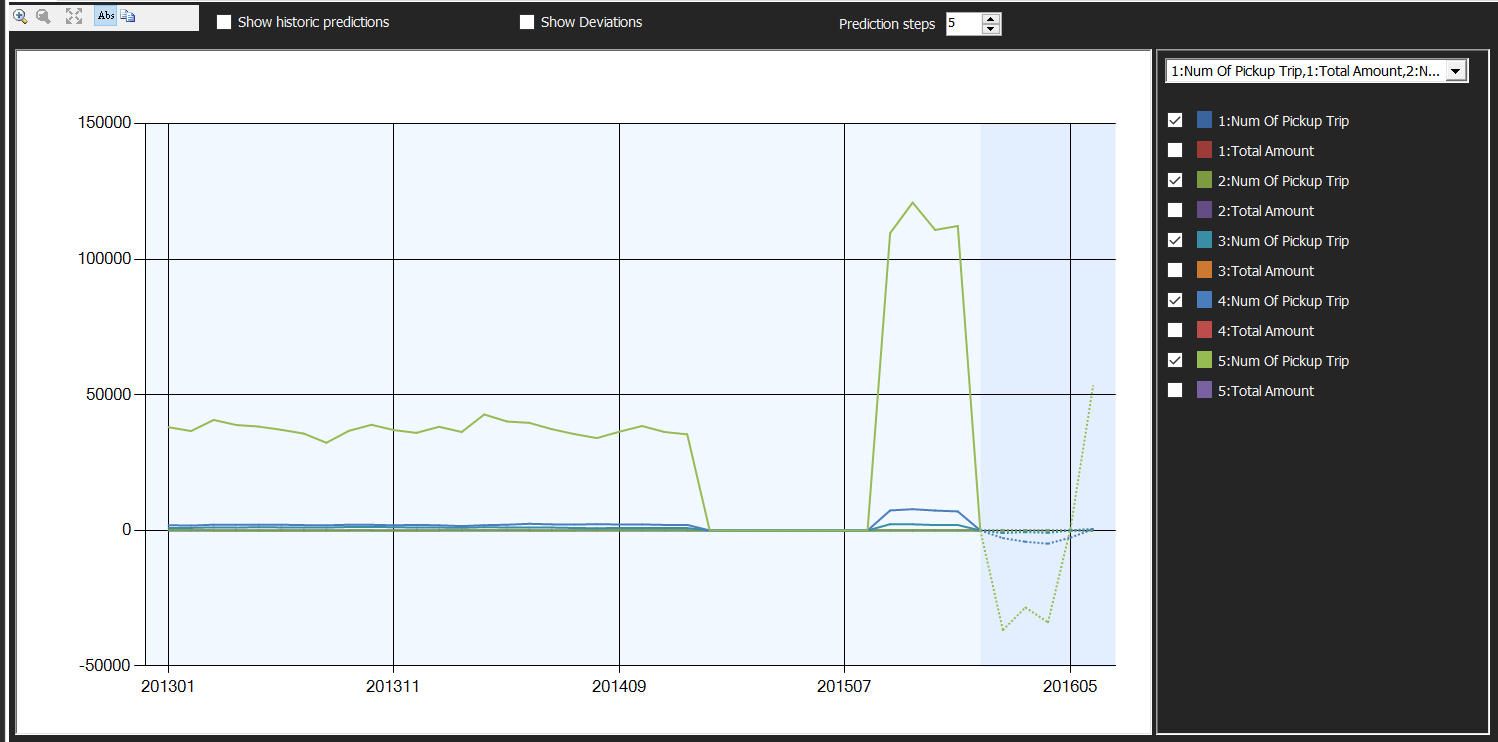 Abs
Show historic predictions
Show Deviations
Prediction steps
5
1:Num Of Pickup Trip,1:Total Amount,2:N...
1:Num Of Pickup Trip
1:Total Amount
2:Num Of Pickup Trip
2:Total Amount
3:Num Of Pickup Trip
3:Total Amount
4:Num Of Pickup Trip
4:Total Amount
5:Num Of Pickup Trip
5:Total Amount
150000
100000
50000
0
-50000
201301
201311
201409
201507
201605